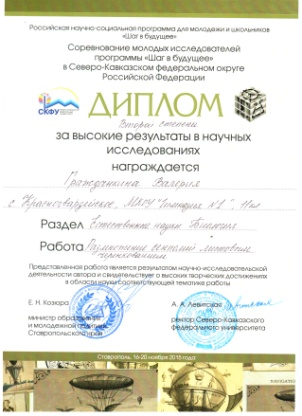 Российская научно-социальная программа для молодежи и школьников
«Шаг в будущее»
Соревнование молодых исследователей
программы «Шаг в будущее»
в Северо-Кавказском федеральном округе
Российской Федерации
СКФУ
ДИПЛОМ
Второй степени
за высокие результаты в научных
исследованиях
награждается
Гражданкина Валерия
с. Красногвардейское, МКОУ "Гимназия №1", 11кл
Раздел Естественные науки Биология
Работа
Представленная работа является результатом научно-исследовательской
деятельности автора и свидетельствует о высоких творческих достижениях
в области науки соответствующей тематике работы
Е. Н. Козюра
А. А. Левитская
министр образования
и молодежной политики
Ставропольского края
ректор Северо-Кавказского
федерального университета
Ставрополь, 16-20 ноября 2015 года